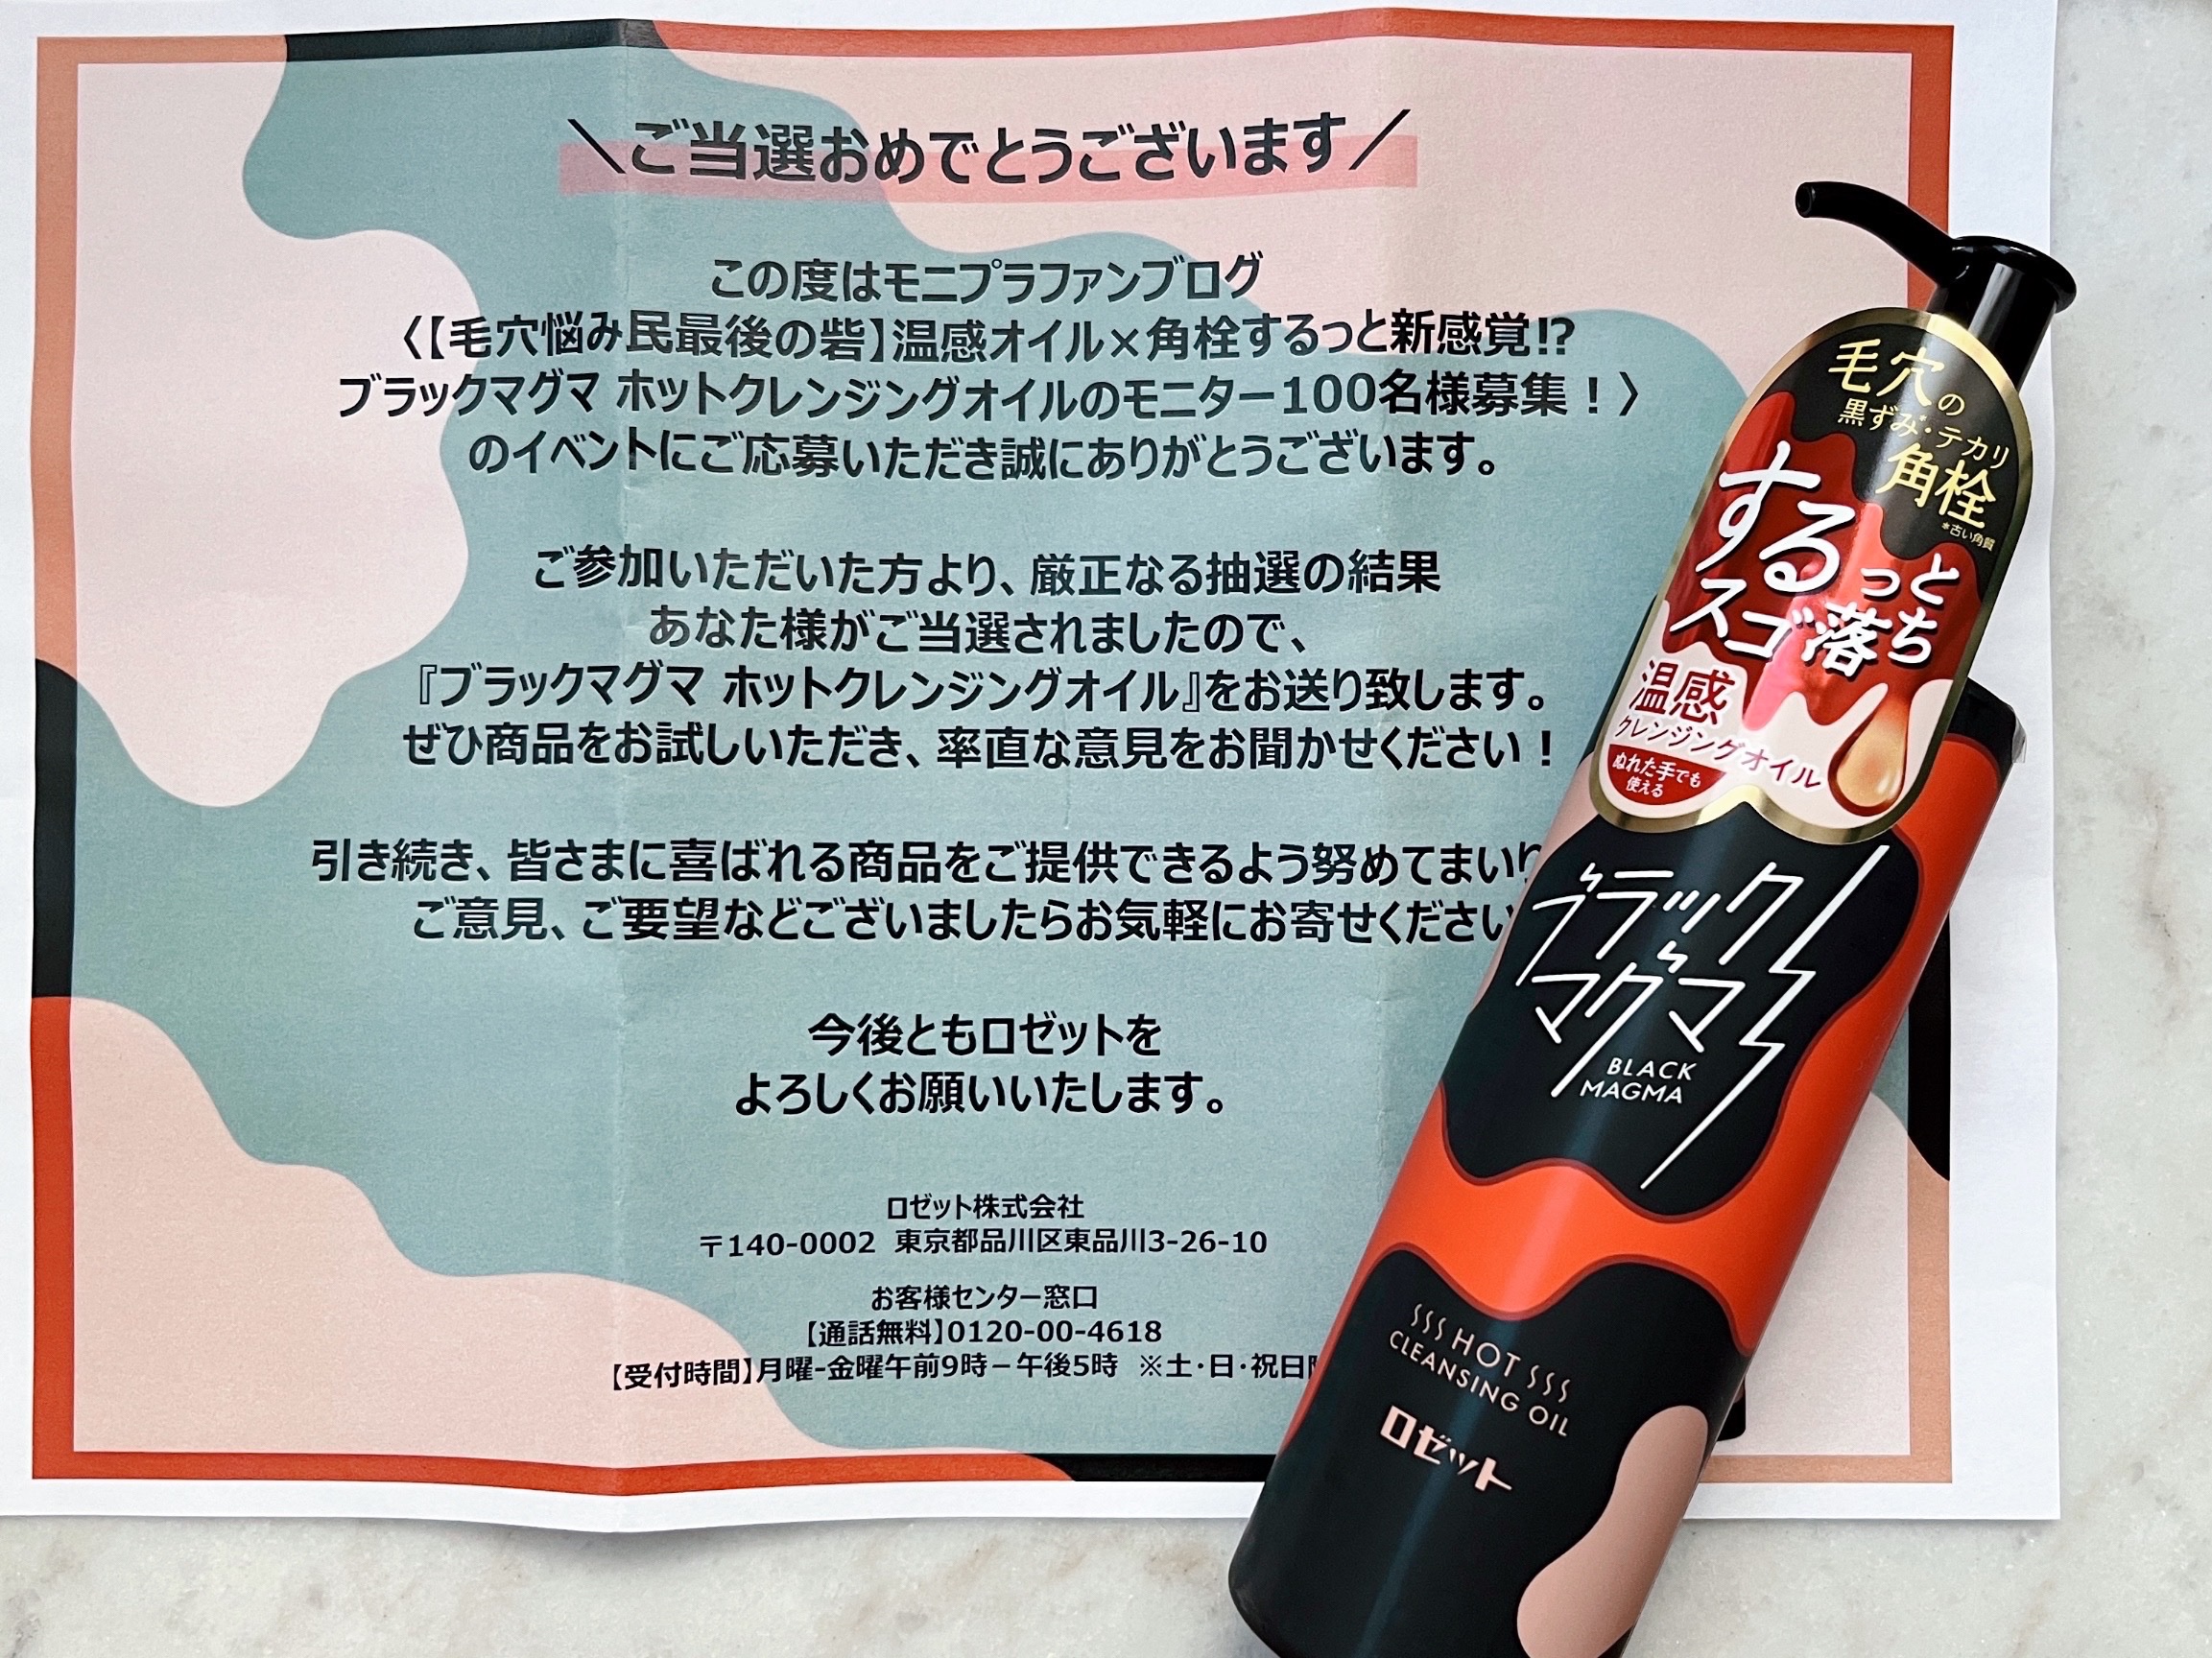 ＼ご当選おめでとうございます／
この度はモニプラファンブログ
〈【毛穴悩み民最後の砦】温感オイル×角栓するっと新感覚!?
ブラックマグマ ホットクレンジングオイルのモニター100名様募集！〉
のイベントにご応募いただき誠にありがとうございます。
ご参加いただいた方より、厳正なる抽選の結果
あなた様がご当選されましたので、
『ブラックマグマ ホットクレンジングオイル』をお送り致します。
ぜひ商品をお試しいただき、率直な意見をお聞かせください！
引き続き、皆さまに喜ばれる商品をご提供できるよう努めてまいり
ご意見、ご要望などございましたらお気軽にお寄せください
今後ともロゼットを
よろしくお願いいたします。
ロゼット株式会社
〒140-0002 東京都品川区東品川3-26-10
お客様センター窓口
【通話無料】0120-00-4618
【受付時間】月曜-金曜午前9時－午後5時 ※土・日・祝日
毛穴の
黒ずみ・テカリ
角栓
*古い角質
するっと
スゴ落ち
温感
クレンジングオイル
ぬれた手でも
使える
ブラック
マグマ
BLACK
MAGMA
HOT
CLEANSING OIL
ロゼット